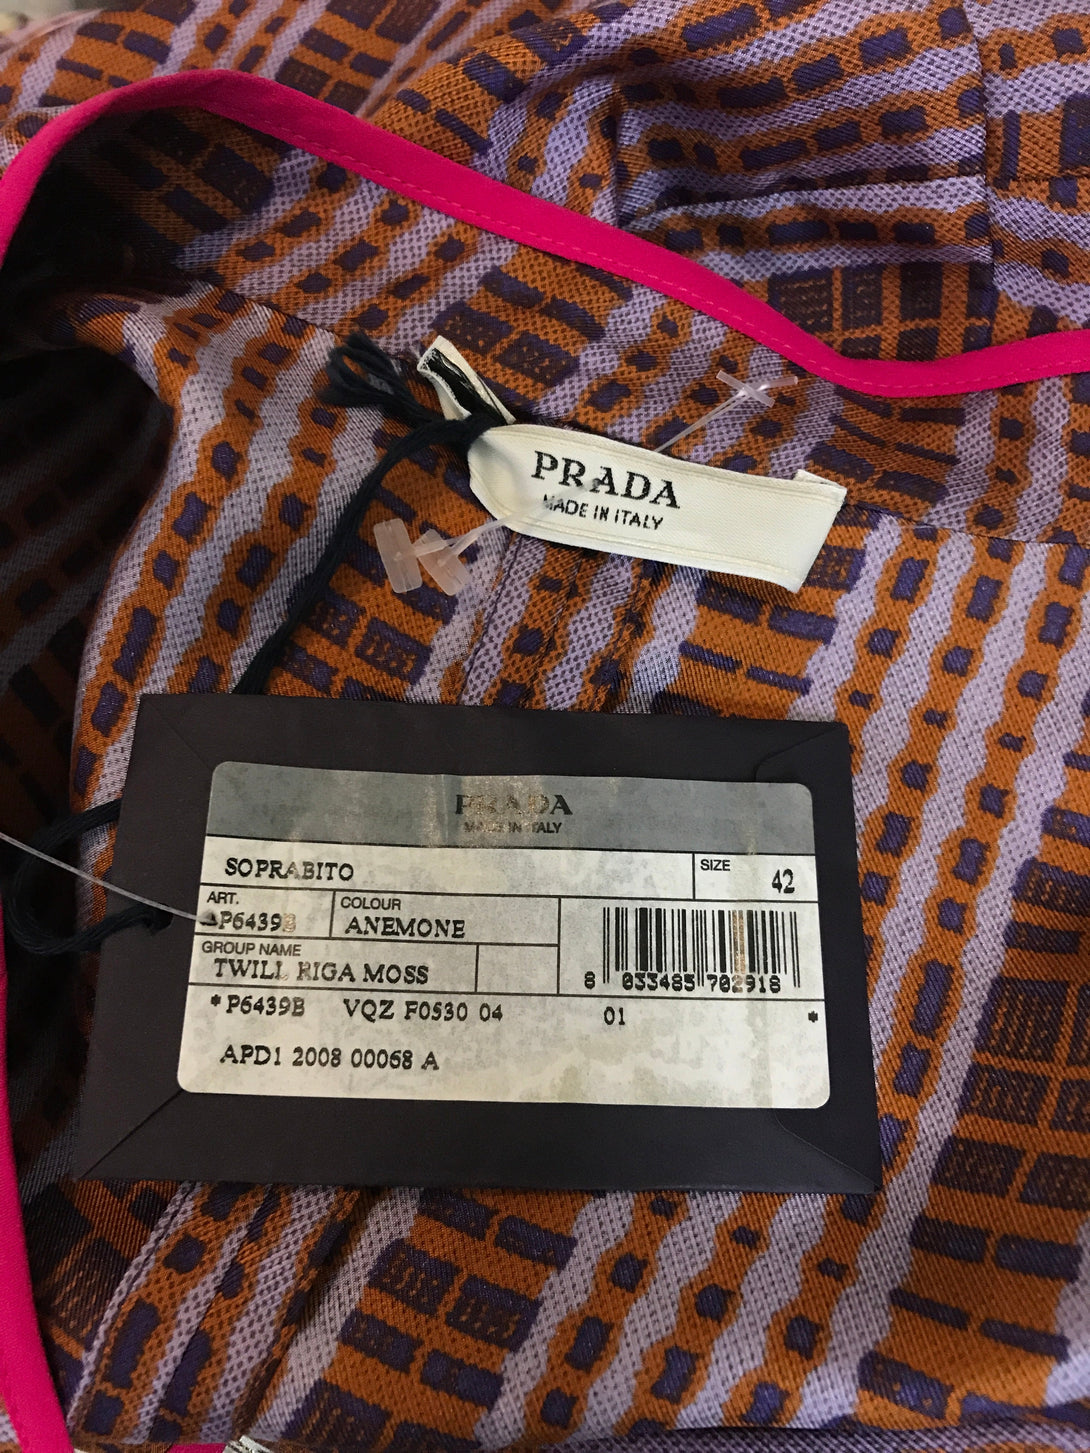 PRADA
MADE IN ITALY
PRADA
MADE IN ITALY
SOPRABITO
SIZE
42
ART.
P6439B
COLOUR
ANEMONE
GROUP NAME
TWILL RIGA MOSS
8 033485 702918
*P6439B VQZ F0530 04 01 *
APD1 2008 00068 A